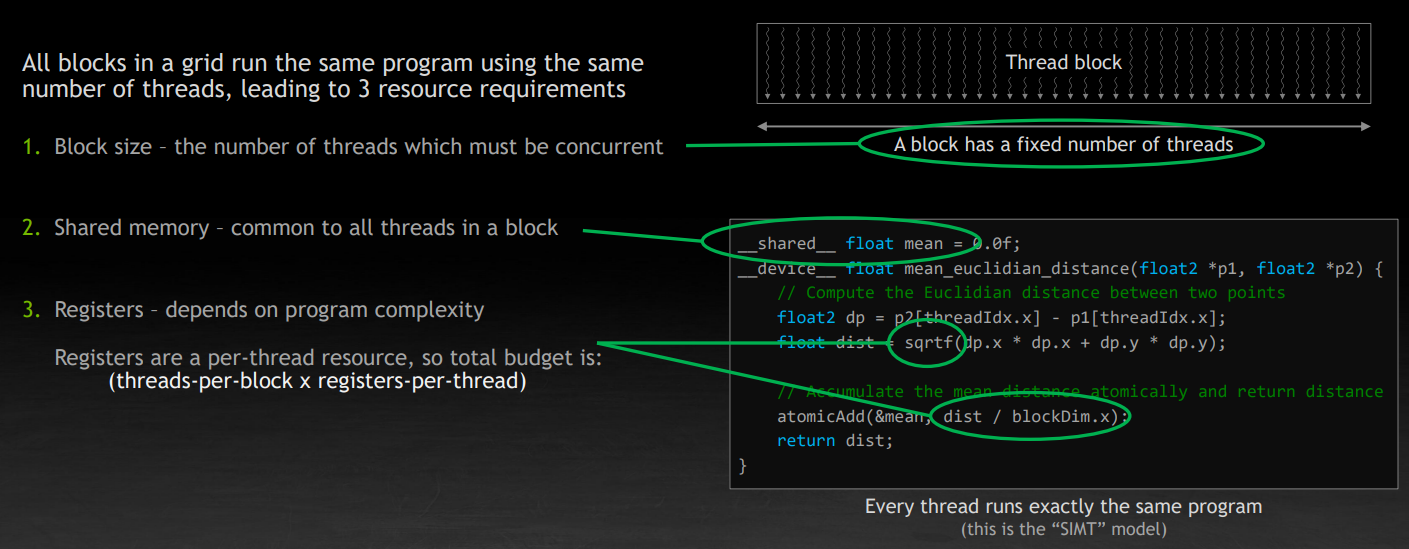 All blocks in a grid run the same program using the same
number of threads, leading to 3 resource requirements
1. Block size – the number of threads which must be concurrent
2. Shared memory – common to all threads in a block
3. Registers – depends on program complexity
Registers are a per-thread resource, so total budget is:
(threads-per-block x registers-per-thread)
Thread block
A block has a fixed number of threads
__shared__ float mean = 0.0f;
__device__ float mean_euclidian_distance(float2 *p1, float2 *p2) {
    // Compute the Euclidian distance between two points
    float2 dp = p2[threadIdx.x] - p1[threadIdx.x];
    float dist = sqrtf(dp.x * dp.x + dp.y * dp.y);
    // Accumulate the mean distance atomically and return distance
    atomicAdd(&mean, dist / blockDim.x);
    return dist;
}
Every thread runs exactly the same program
(this is the “SIMT” model)